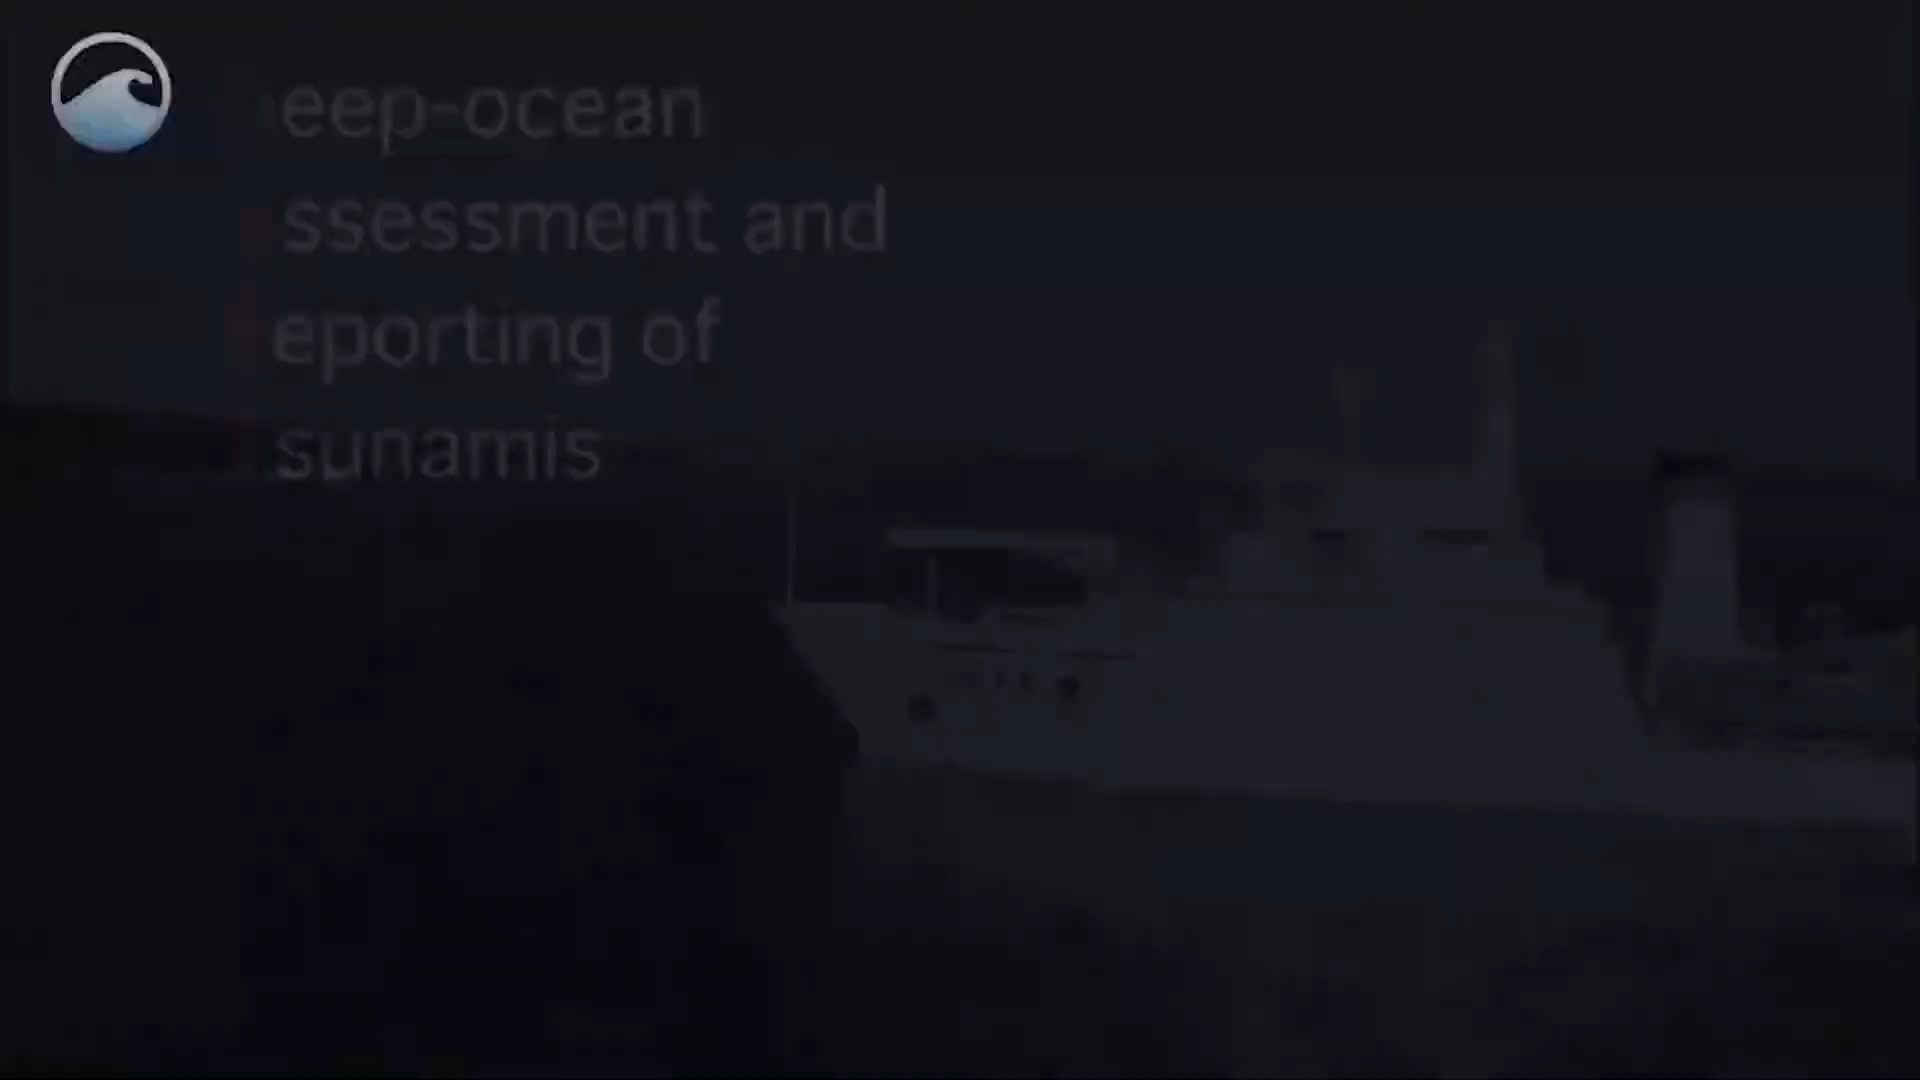 eep-ocean
ssessment and
eporting of
sunamis